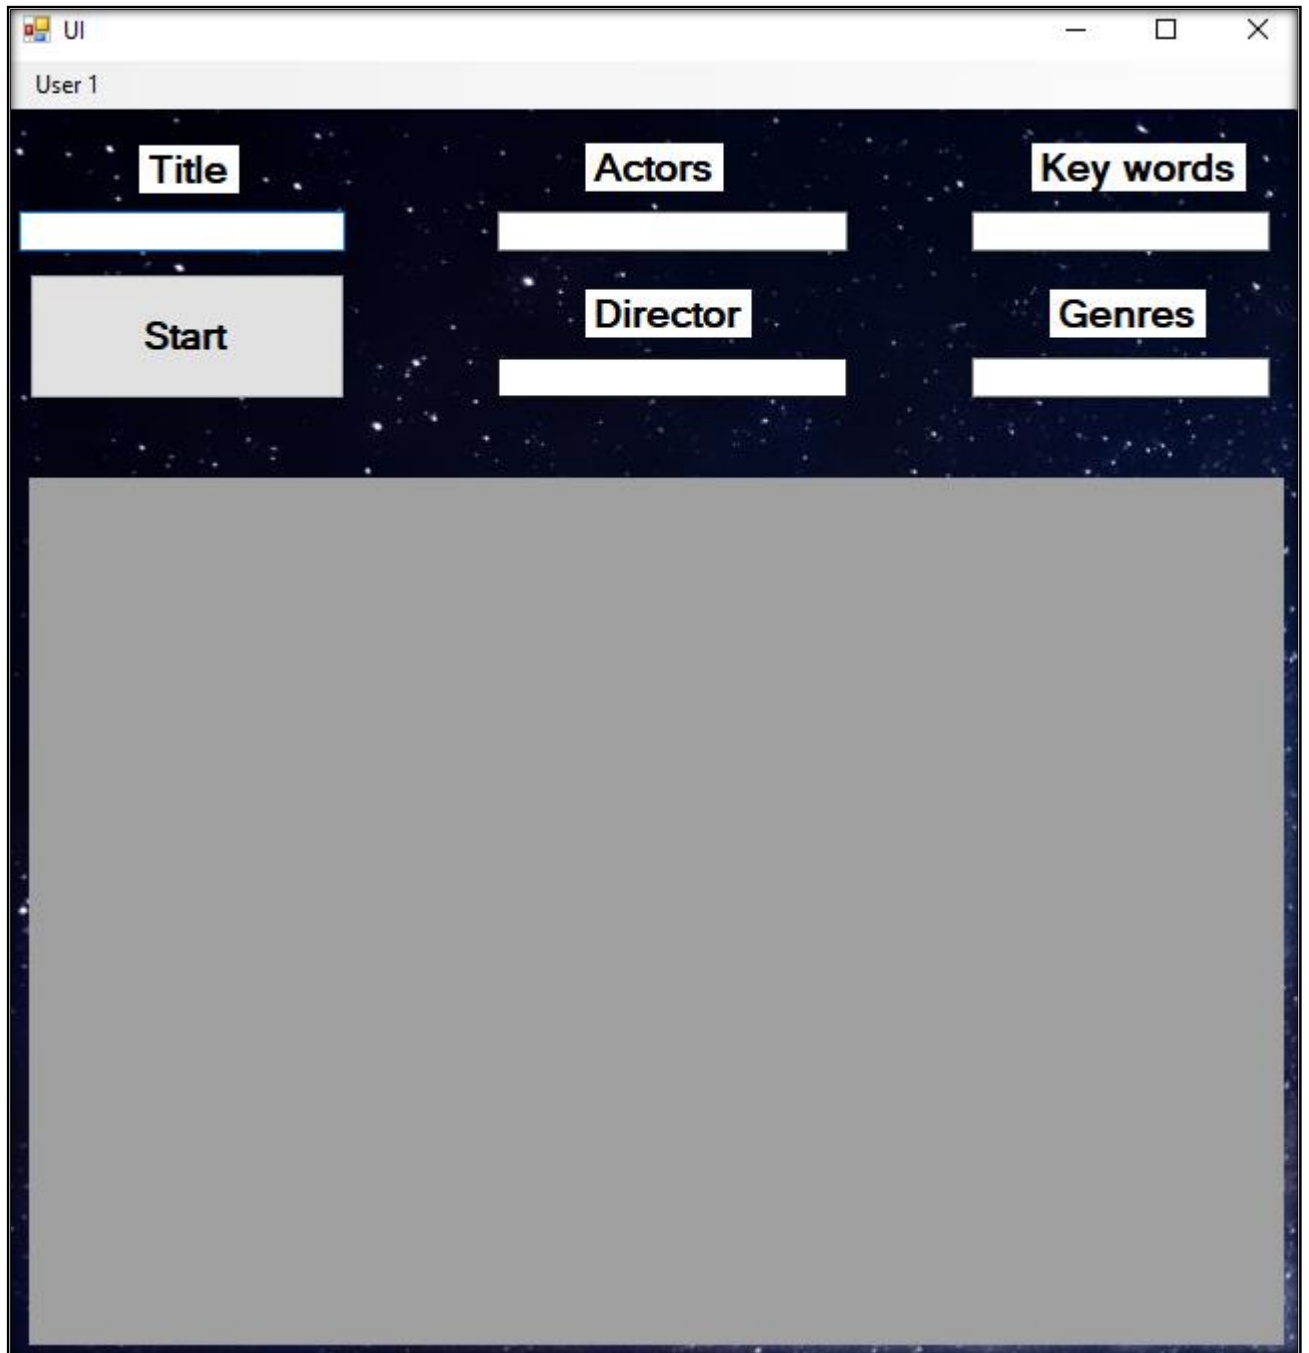 UI
User 1
Title
Actors
Key words
Start
Director
Genres